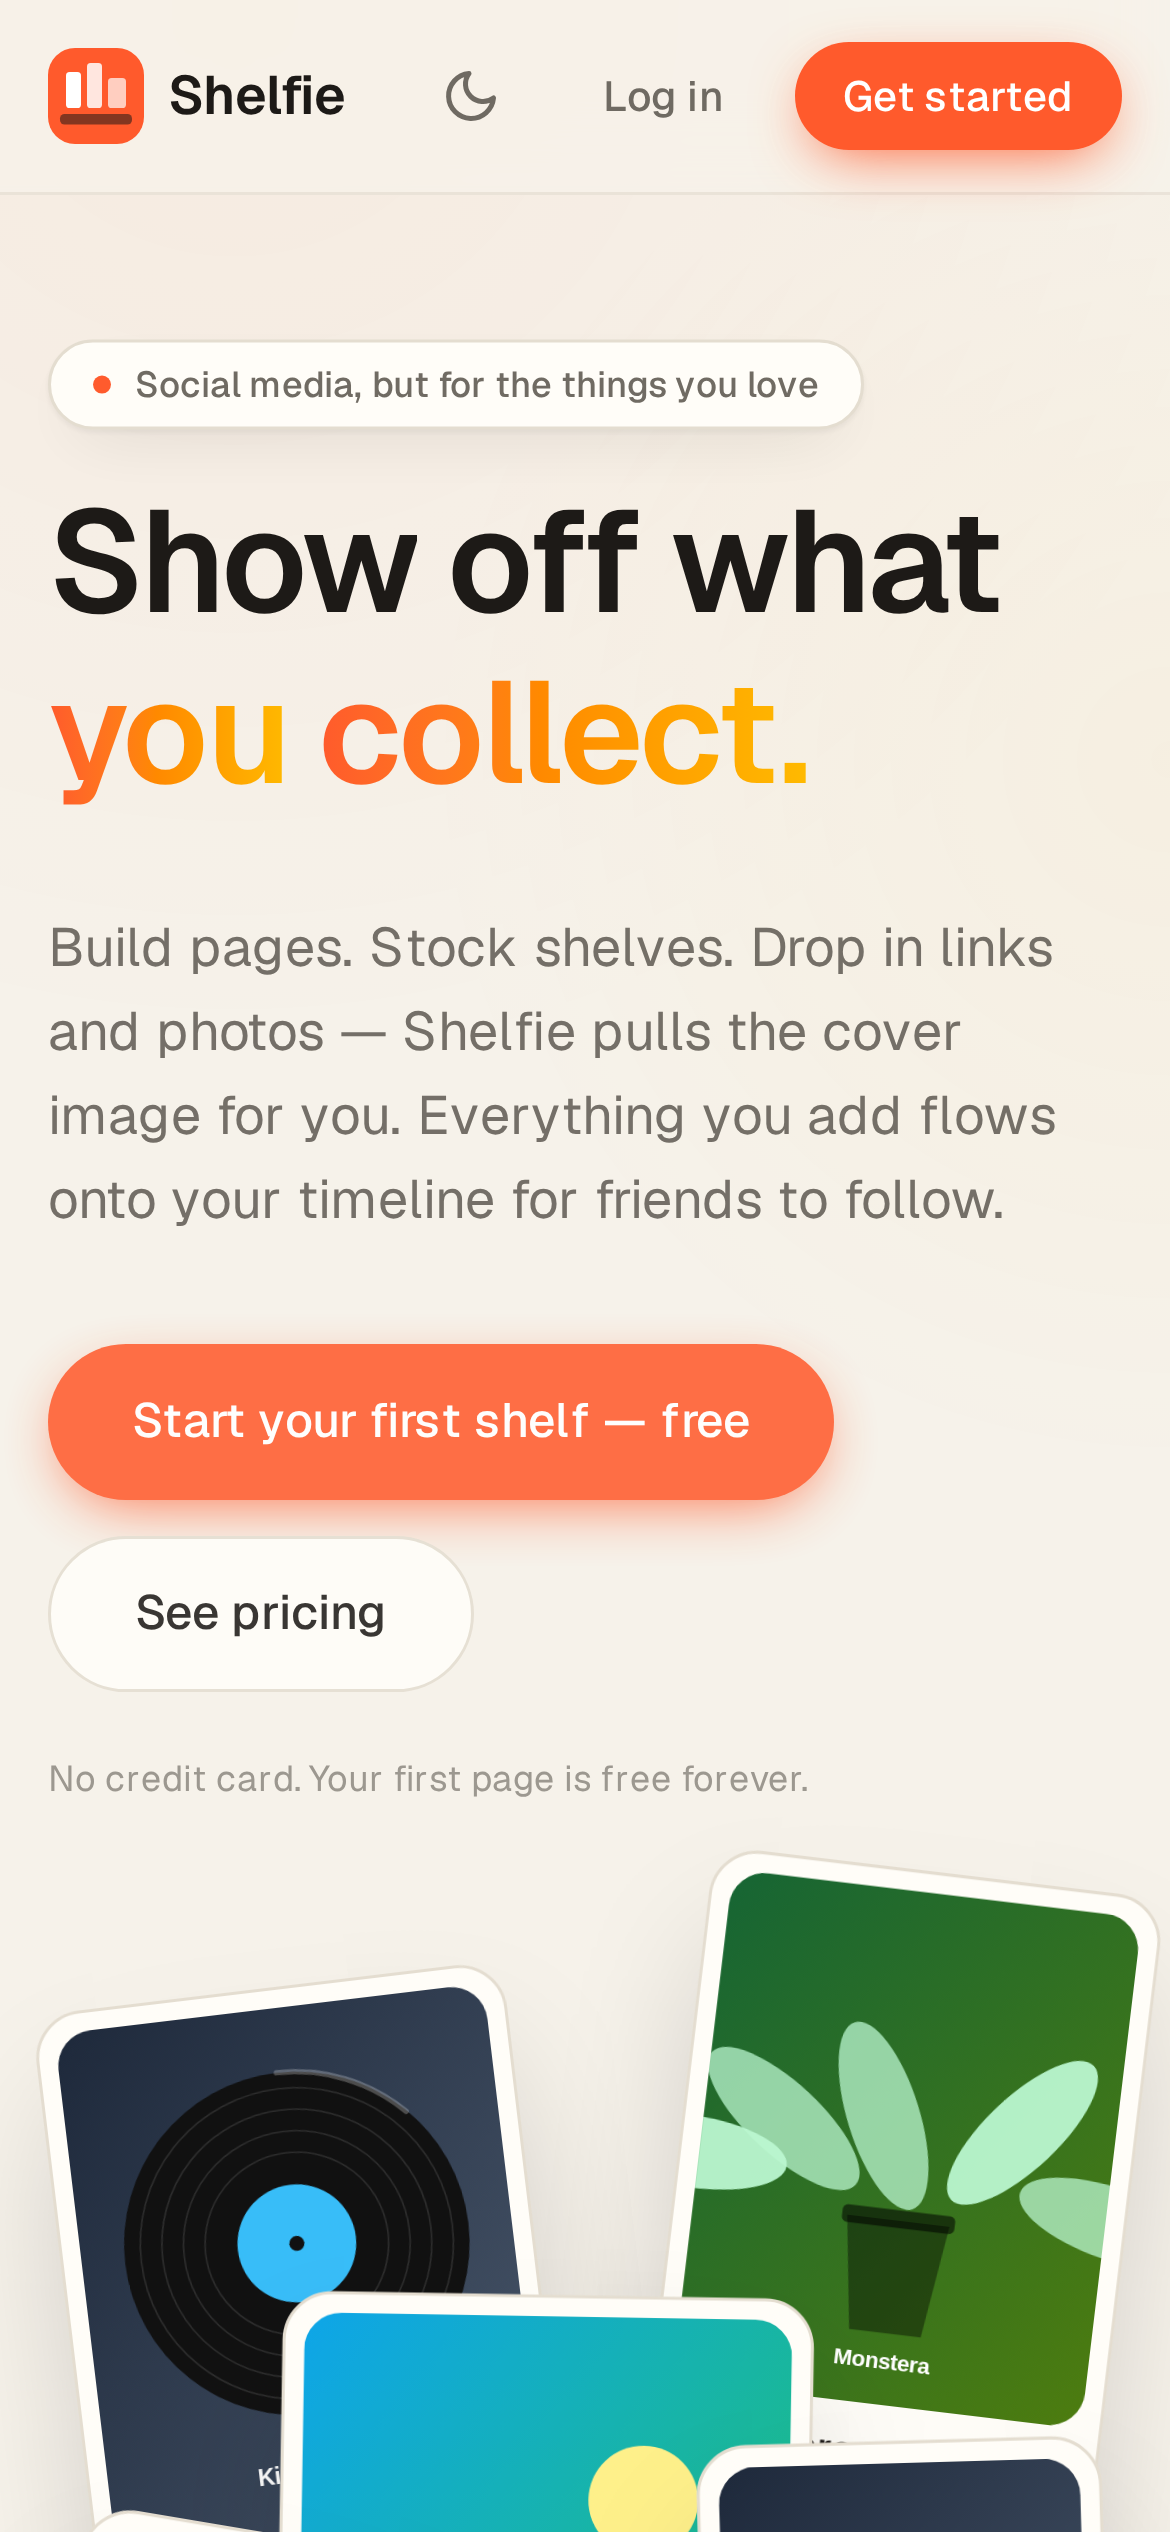 Shelfie
Log in
Get started
Social media, but for the things you love
Show off what
you collect.
Build pages. Stock shelves. Drop in links
and photos — Shelfie pulls the cover
image for you. Everything you add flows
onto your timeline for friends to follow.
Start your first shelf — free
See pricing
No credit card. Your first page is free forever.
Monstera
Ki